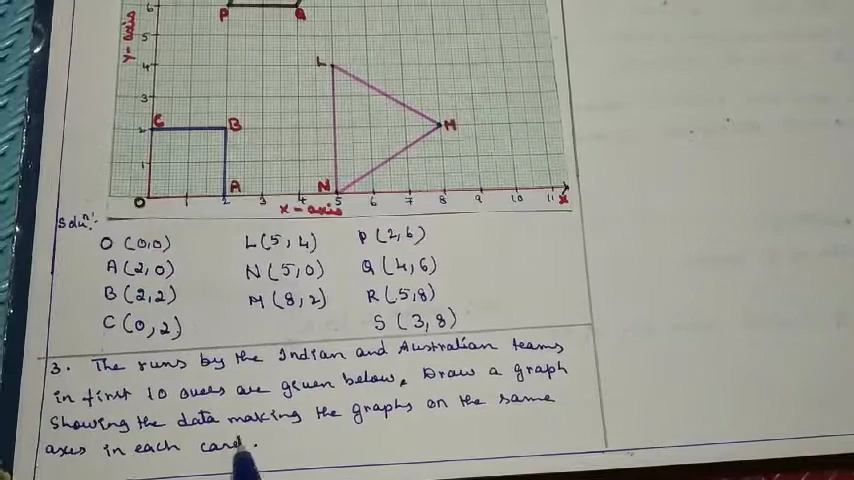 6
P Q
y-axis
5
L
4
3
C B M
2
1
A N
O 1 2 3 4 5 6 7 8 9 10 11 X
x-axis
Solun:-
O (0,0) L(5, 4) P(2,6)
A(2, 0) N(5, 0) Q(4,6)
B(2, 2) M(8, 2) R(5,8)
C(0, 2) S(3, 8)
3. The runs by the Indian and Australian teams
in first 10 overs are given below. Draw a graph
Showing the data making the graphs on the same
axes in each